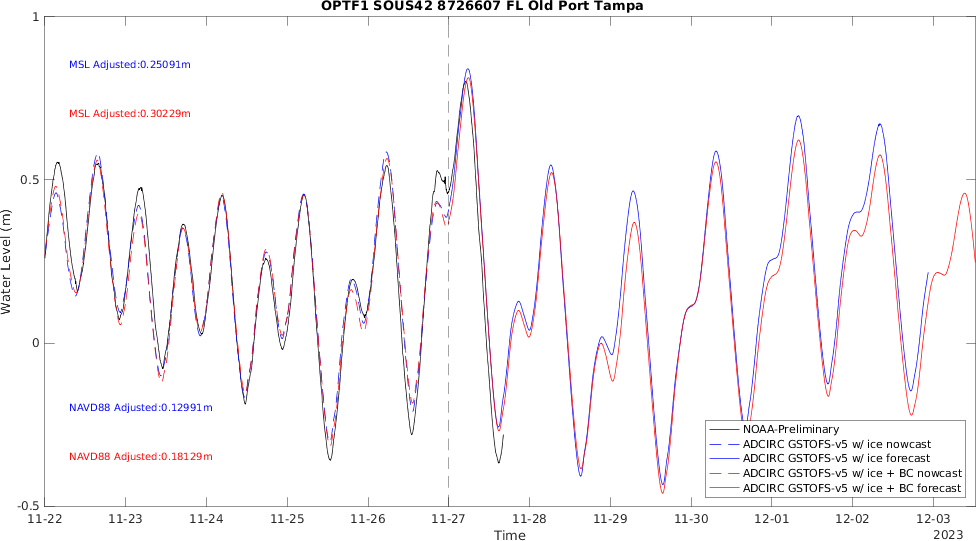 OPTF1 SOUS42 8726607 FL Old Port Tampa
1
MSL Adjusted:0.25091m
MSL Adjusted:0.30229m
0.5
Water Level (m)
0
NAVD88 Adjusted:0.12991m
NAVD88 Adjusted:0.18129m
NOAA-Preliminary
ADCIRC GSTOFS-v5 w/ ice nowcast
ADCIRC GSTOFS-v5 w/ ice forecast
ADCIRC GSTOFS-v5 w/ ice + BC nowcast
ADCIRC GSTOFS-v5 w/ ice + BC forecast
-0.5
11-22 11-23 11-24 11-25 11-26 11-27 11-28 11-29 11-30 12-01 12-02 12-03
Time
2023